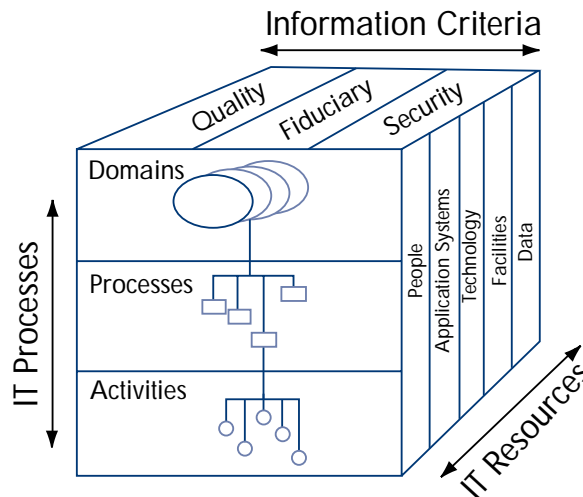 Information Criteria
Quality
Fiduciary
Security
Domains
Processes
Activities
IT Processes
People
Application Systems
Technology
Facilities
Data
IT Resources